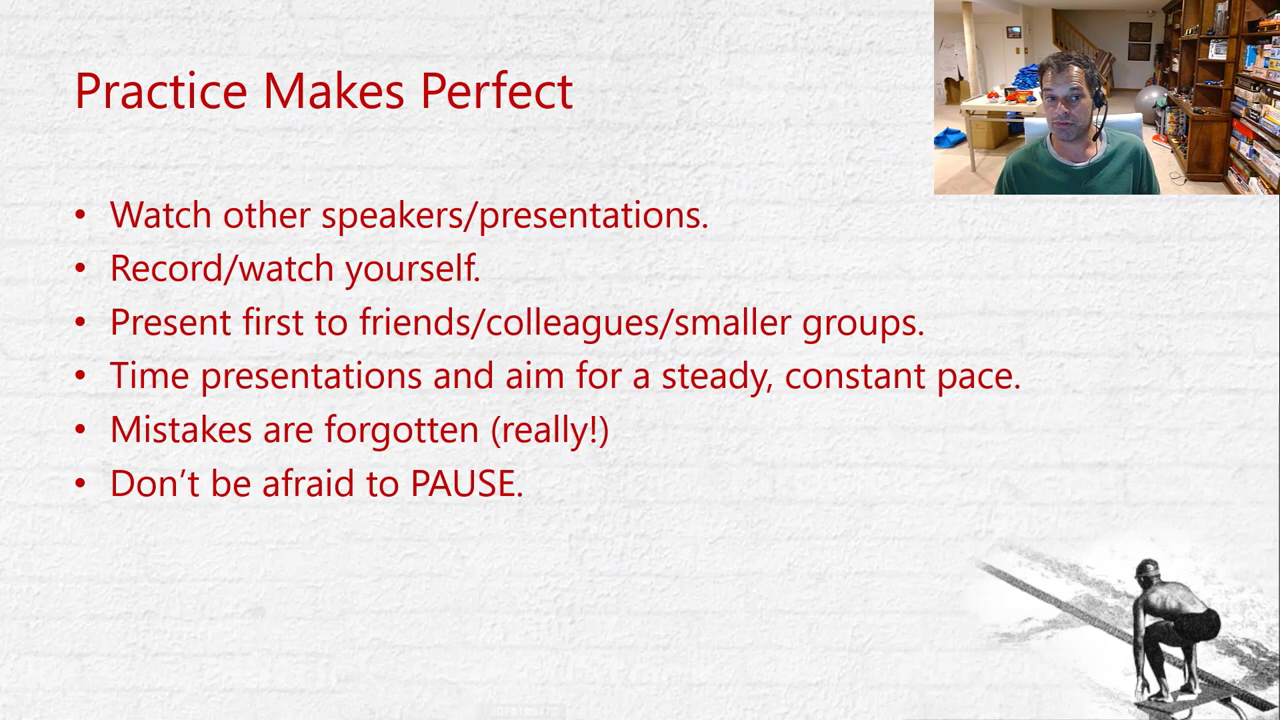 Practice Makes Perfect
• Watch other speakers/presentations.
• Record/watch yourself.
• Present first to friends/colleagues/smaller groups.
• Time presentations and aim for a steady, constant pace.
• Mistakes are forgotten (really!)
• Don’t be afraid to PAUSE.